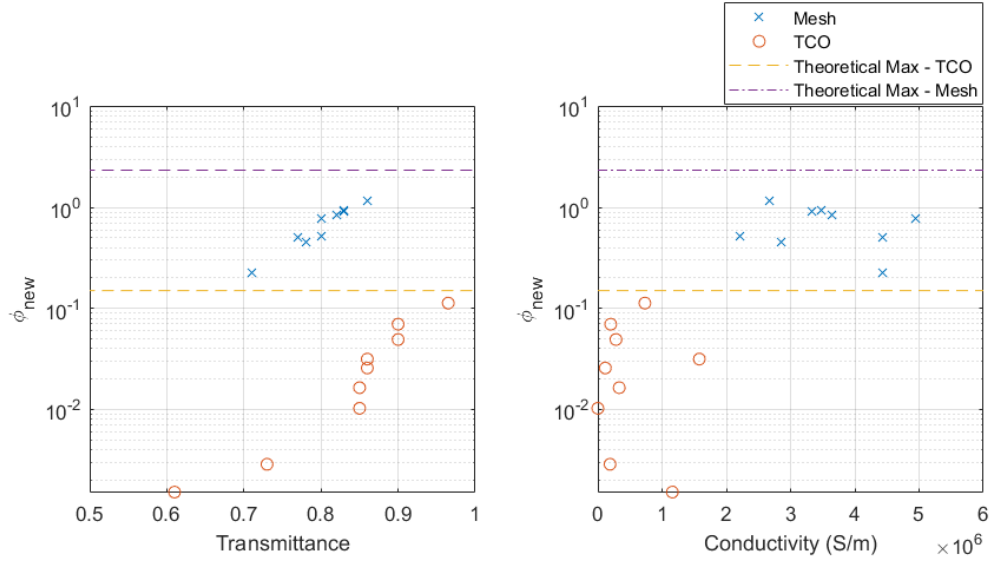 Mesh
TCO
Theoretical Max - TCO
Theoretical Max - Mesh
10^1
10^0
10^-1
10^-2
ϕ_new
0.5 0.6 0.7 0.8 0.9 1
Transmittance
10^1
10^0
10^-1
10^-2
ϕ_new
0 1 2 3 4 5 6
Conductivity (S/m) × 10^6